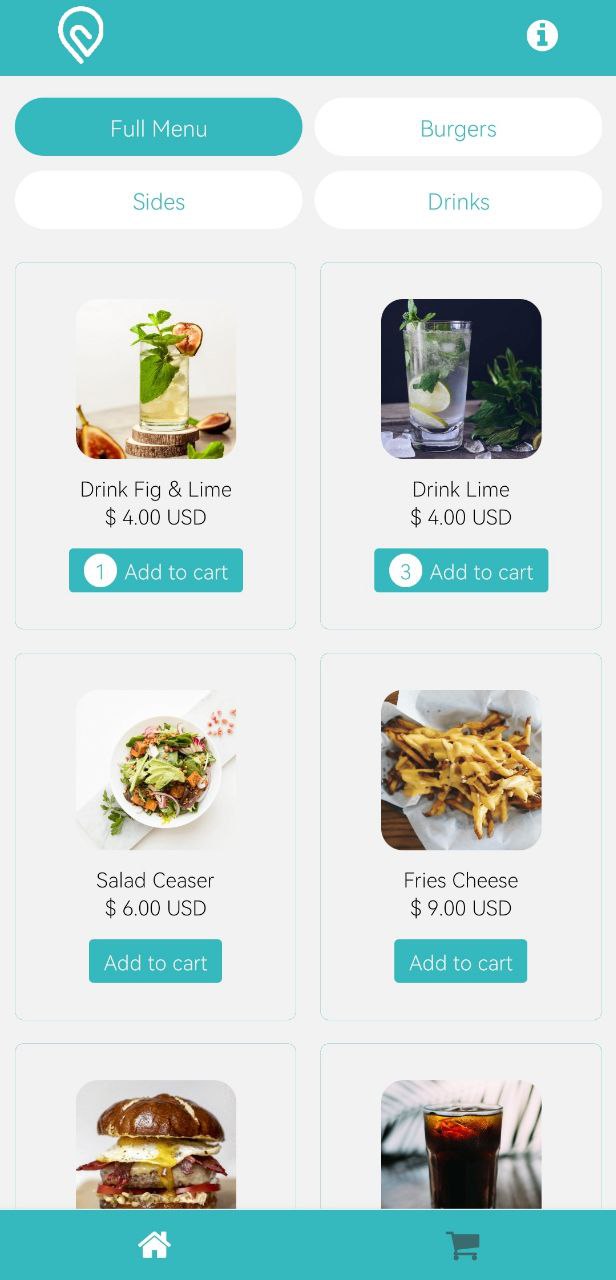 Full Menu
Burgers
Sides
Drinks
Drink Fig & Lime
$ 4.00 USD
1 Add to cart
Drink Lime
$ 4.00 USD
3 Add to cart
Salad Ceaser
$ 6.00 USD
Add to cart
Fries Cheese
$ 9.00 USD
Add to cart